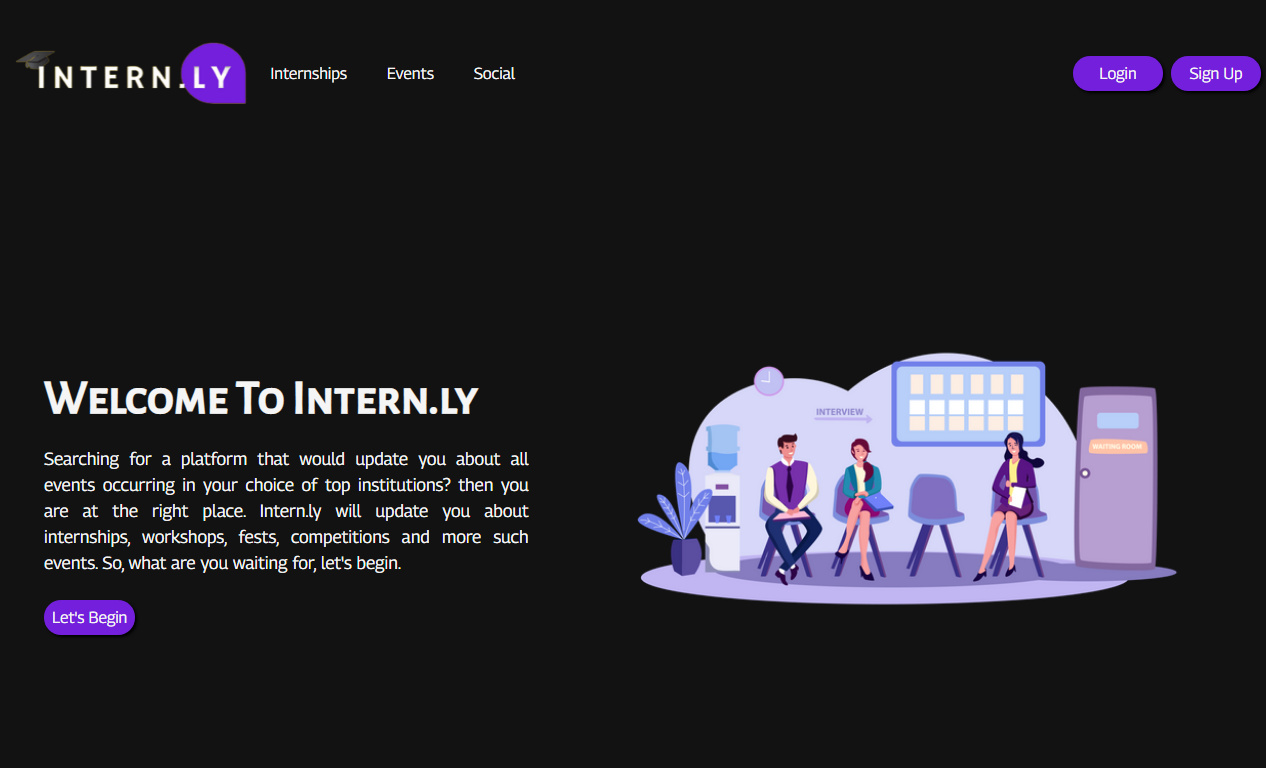 INTERN.LY
Internships
Events
Social
Login
Sign Up
Welcome To Intern.ly
Searching for a platform that would update you about all
events occurring in your choice of top institutions? then you
are at the right place. Intern.ly will update you about
internships, workshops, fests, competitions and more such
events. So, what are you waiting for, let's begin.
Let's Begin
INTERVIEW
WAITING ROOM